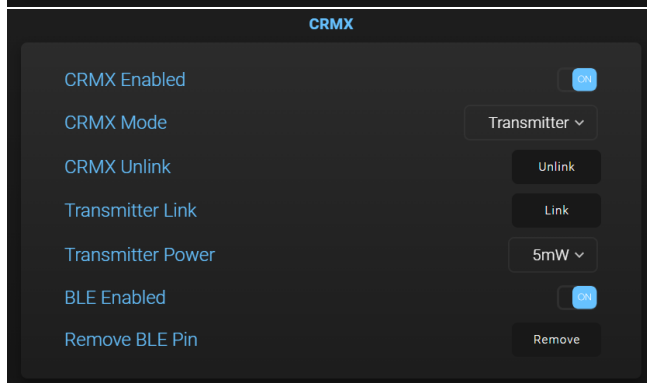 CRMX
CRMX Enabled ON
CRMX Mode Transmitter
CRMX Unlink Unlink
Transmitter Link Link
Transmitter Power 5mW
BLE Enabled ON
Remove BLE Pin Remove